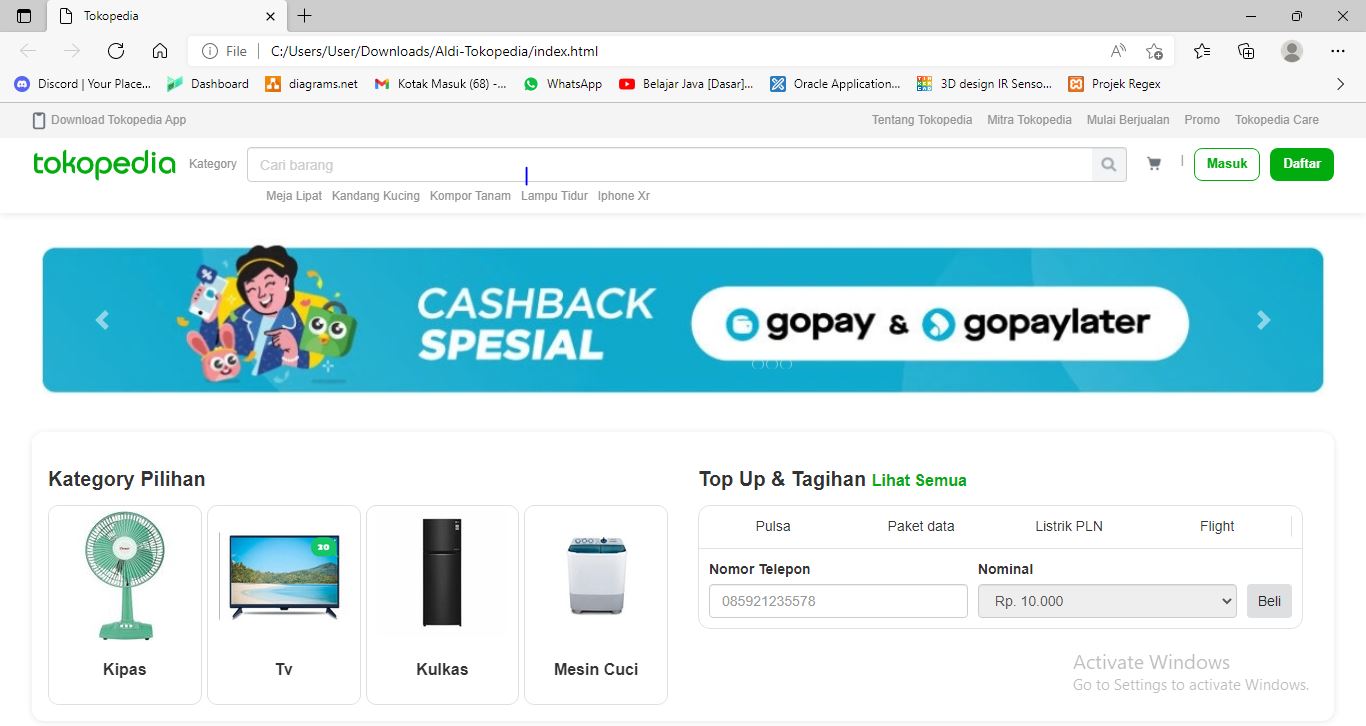 Tokopedia
File C:/Users/User/Downloads/Aldi-Tokopedia/index.html
Discord | Your Place... Dashboard diagrams.net Kotak Masuk (68) -... WhatsApp Belajar Java [Dasar]... Orarcle Application... 3D design IR Senso... Projek Regex
Download Tokopedia App Tentang Tokopedia Mitra Tokopedia Mulai Berjualan Promo Tokopedia Care
tokopedia Kategory Cari barang Masuk Daftar
Meja Lipat Kandang Kucing Kompor Tanam Lampu Tidur Iphone Xr
CASHBACK
SPESIAL
gopay & gopaylater
Kategory Pilihan
20
Kipas Tv Kulkas Mesin Cuci
Top Up & Tagihan Lihat Semua
Pulsa Paket data Listrik PLN Flight
Nomor Telepon Nominal
085921235578 Rp. 10.000 Beli
Activate Windows
Go to Settings to activate Windows.